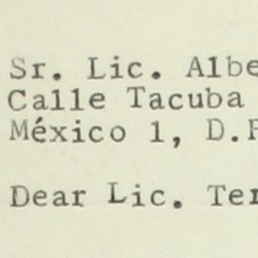 Sr. Lic. Albe
Calle Tacuba
México 1, D.F
Dear Lic. Ter